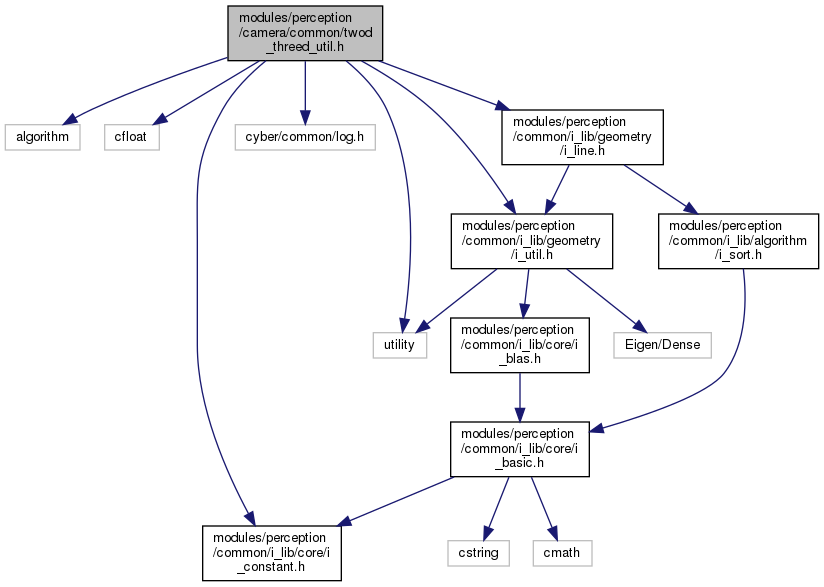 modules/perception
/camera/common/twod
_threed_util.h
algorithm
cfloat
cyber/common/log.h
modules/perception
/common/i_lib/geometry
/i_line.h
modules/perception
/common/i_lib/geometry
/i_util.h
modules/perception
/common/i_lib/algorithm
/i_sort.h
utility
modules/perception
/common/i_lib/core/i
_blas.h
Eigen/Dense
modules/perception
/common/i_lib/core/i
_basic.h
modules/perception
/common/i_lib/core/i
_constant.h
cstring
cmath